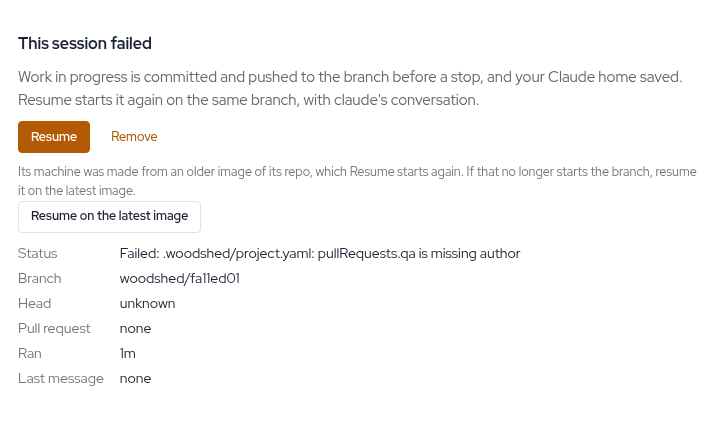 This session failed
Work in progress is committed and pushed to the branch before a stop, and your Claude home saved.
Resume starts it again on the same branch, with claude's conversation.
Resume Remove
Its machine was made from an older image of its repo, which Resume starts again. If that no longer starts the branch, resume
it on the latest image.
Resume on the latest image
Status Failed: .woodshed/project.yaml: pullRequests.qa is missing author
Branch woodshed/fa11ed01
Head unknown
Pull request none
Ran 1m
Last message none